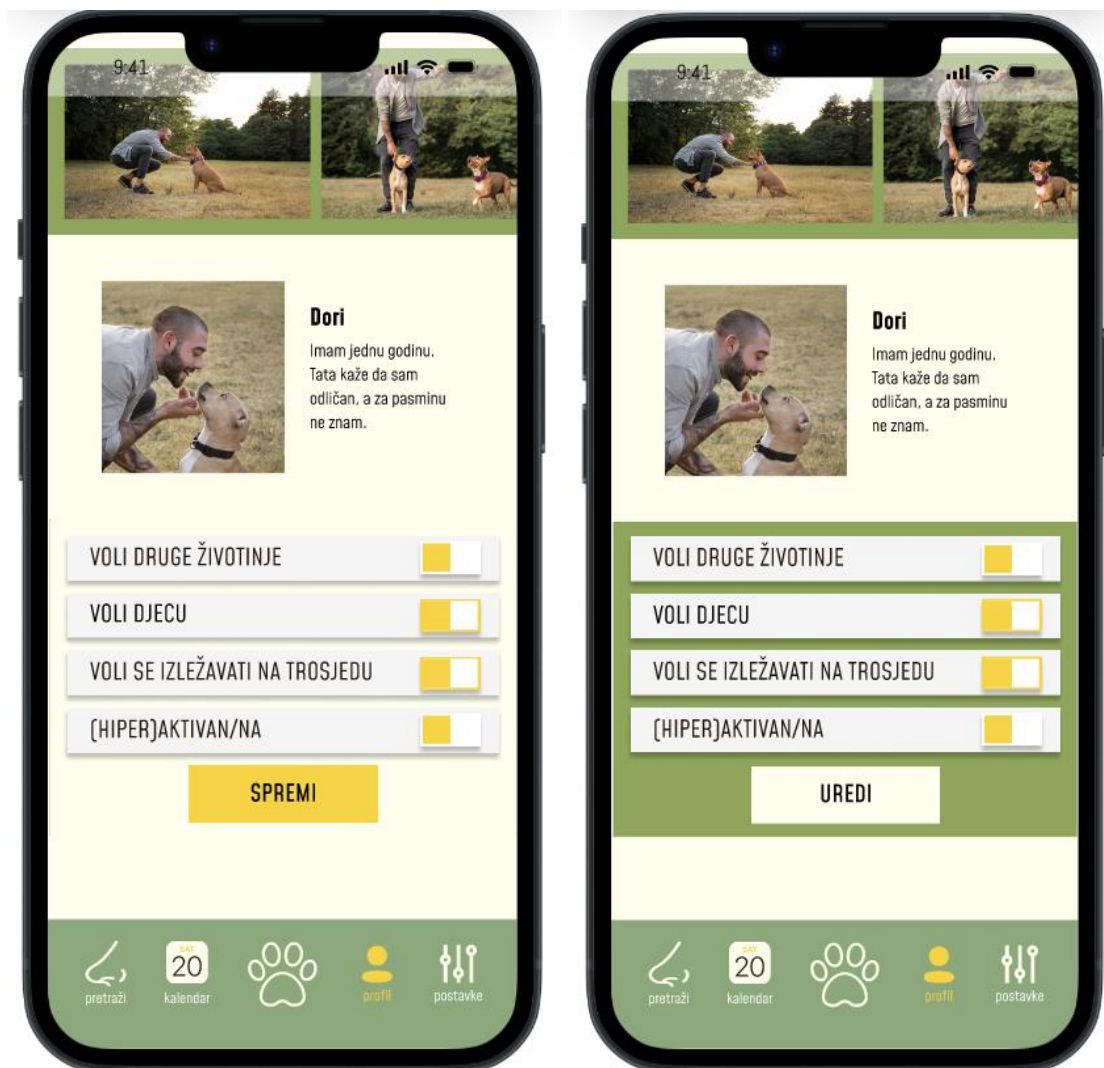 9:41
Dori
Imam jednu godinu.
Tata kaže da sam
odličan, a za pasminu
ne znam.
VOLI DRUGE ŽIVOTINJE
VOLI DJECU
VOLI SE IZLEŽAVATI NA TROSJEDU
(HIPER)AKTIVAN/NA
SPREMI
pretraži
SAT
20
kalendar
profil
postavke
9:41
Dori
Imam jednu godinu.
Tata kaže da sam
odličan, a za pasminu
ne znam.
VOLI DRUGE ŽIVOTINJE
VOLI DJECU
VOLI SE IZLEŽAVATI NA TROSJEDU
(HIPER)AKTIVAN/NA
UREDI
pretraži
SAT
20
kalendar
profil
postavke